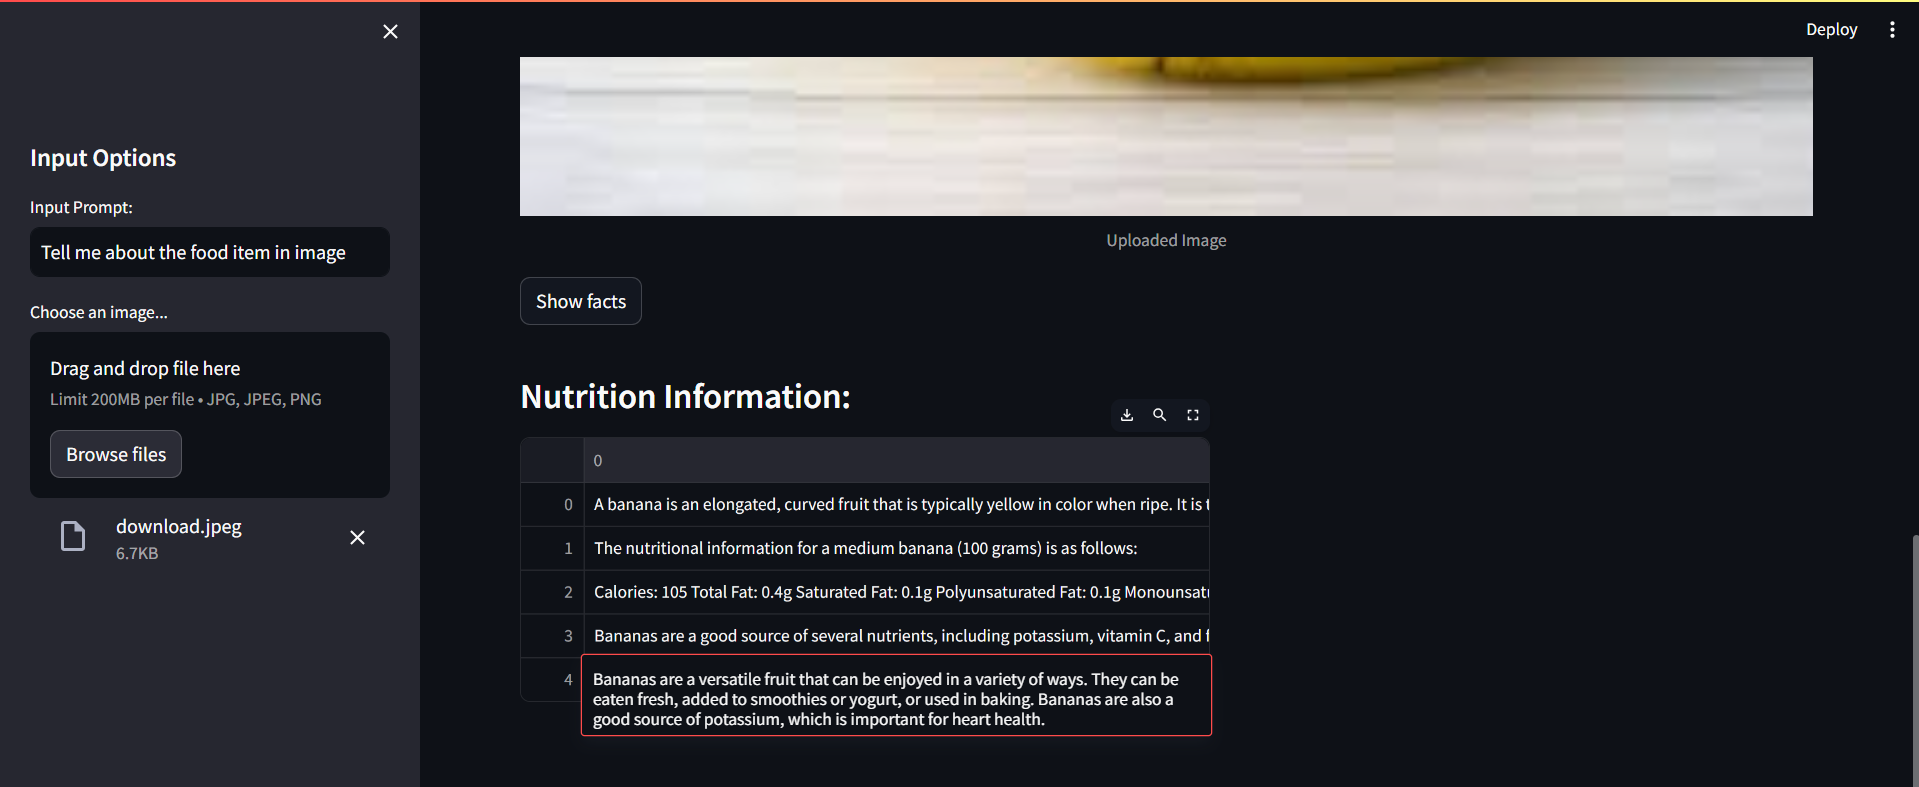 Deploy
Input Options
Input Prompt:
Tell me about the food item in image
Choose an image...
Drag and drop file here
Limit 200MB per file • JPG, JPEG, PNG
Browse files
download.jpeg
6.7KB
Uploaded Image
Show facts
Nutrition Information:
0
0 A banana is an elongated, curved fruit that is typically yellow in color when ripe. It is
1 The nutritional information for a medium banana (100 grams) is as follows:
2 Calories: 105 Total Fat: 0.4g Saturated Fat: 0.1g Polyunsaturated Fat: 0.1g
3 Bananas are a good source of several nutrients, including potassium, vitamin C, and
4 Bananas are a versatile fruit that can be enjoyed in a variety of ways. They can be
eaten fresh, added to smoothies or yogurt, or used in baking. Bananas are also a
good source of potassium, which is important for heart health.